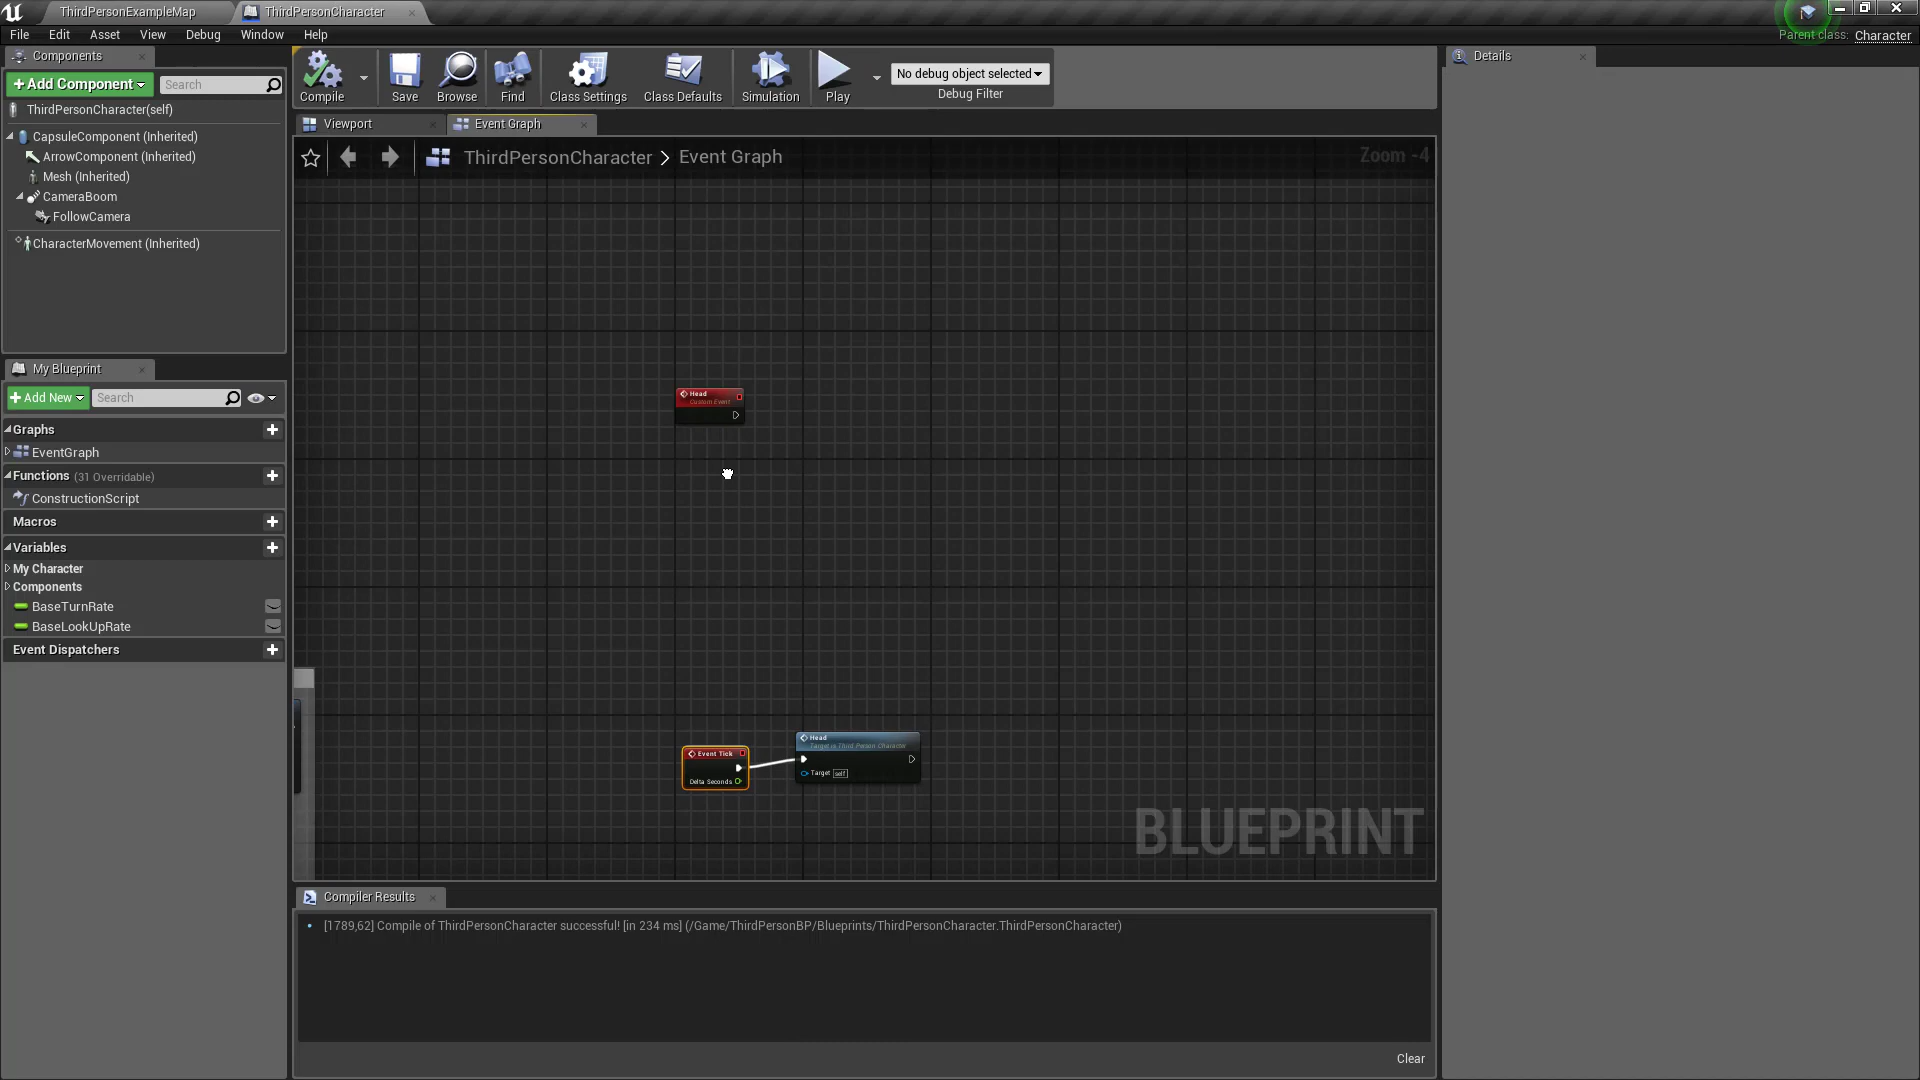 ThirdPersonExampleMap
ThirdPersonCharacter
File Edit Asset View Debug Window Help
Parent class: Character
Components
+Add Component
Search
ThirdPersonCharacter(self)
CapsuleComponent (Inherited)
ArrowComponent (Inherited)
Mesh (Inherited)
CameraBoom
FollowCamera
CharacterMovement (Inherited)
Compile
Save
Browse
Find
Class Settings
Class Defaults
Simulation
Play
No debug object selected
Debug Filter
Details
Viewport
Event Graph
ThirdPersonCharacter > Event Graph
Zoom -4
My Blueprint
+Add New
Search
Graphs
EventGraph
Functions (31 Overridable)
ConstructionScript
Macros
Variables
My Character
Components
BaseTurnRate
BaseLookUpRate
Event Dispatchers
Head
Custom Event
Event Tick
Delta Seconds
Head
Target is Third Person Character
Target self
BLUEPRINT
Compiler Results
[1789,62] Compile of ThirdPersonCharacter successful! [in 234 ms] (/Game/ThirdPersonBP/Blueprints/ThirdPersonCharacter.ThirdPersonCharacter)
Clear